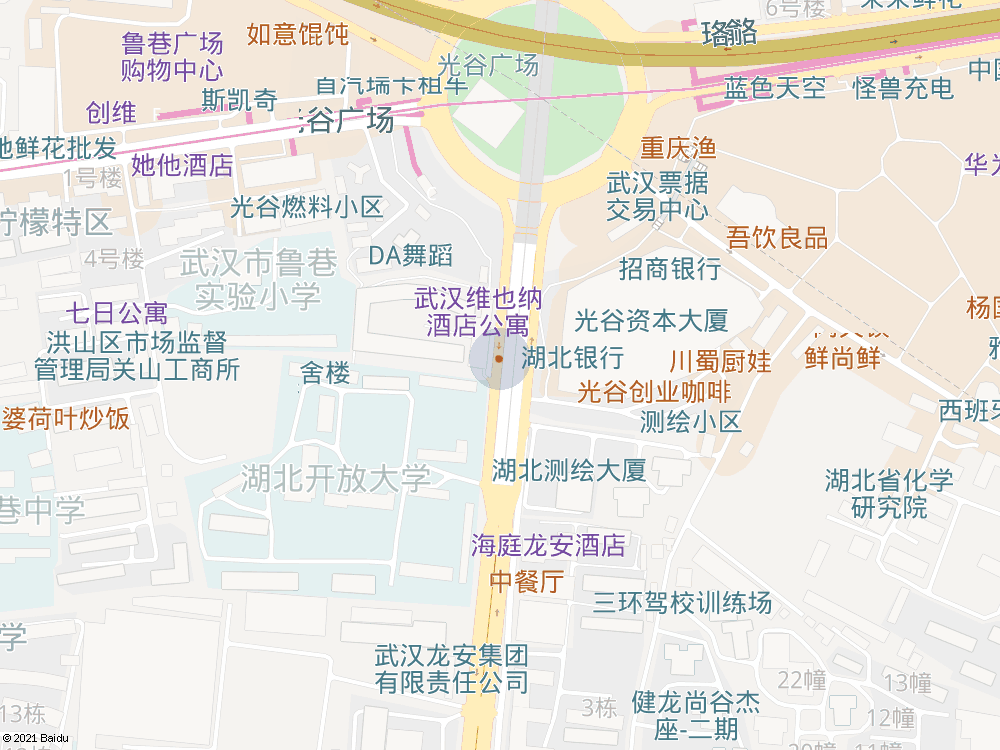 6号楼
鲁巷广场
购物中心
如意馄饨
光谷广场
蓝色天空
怪兽充电
创维
斯凯奇
谷广场
鲜花批发
她他酒店
1号楼
重庆渔
武汉票据
交易中心
光谷燃料小区
柠檬特区
4号楼
DA舞蹈
吾饮良品
武汉市鲁巷
实验小学
招商银行
武汉维也纳
酒店公寓
七日公寓
光谷资本大厦
洪山区市场监督
管理局关山工商所
湖北银行
川蜀厨娃
鲜尚鲜
舍楼
光谷创业咖啡
婆荷叶炒饭
测绘小区
西班牙
湖北开放大学
湖北测绘大厦
湖北省化学
研究院
巷中学
海庭龙安酒店
中餐厅
三环驾校训练场
学
武汉龙安集团
有限责任公司
22幢
13幢
健龙尚谷杰
座-二期
3栋
13栋
12幢
20幢
11幢
© 2021 Baidu